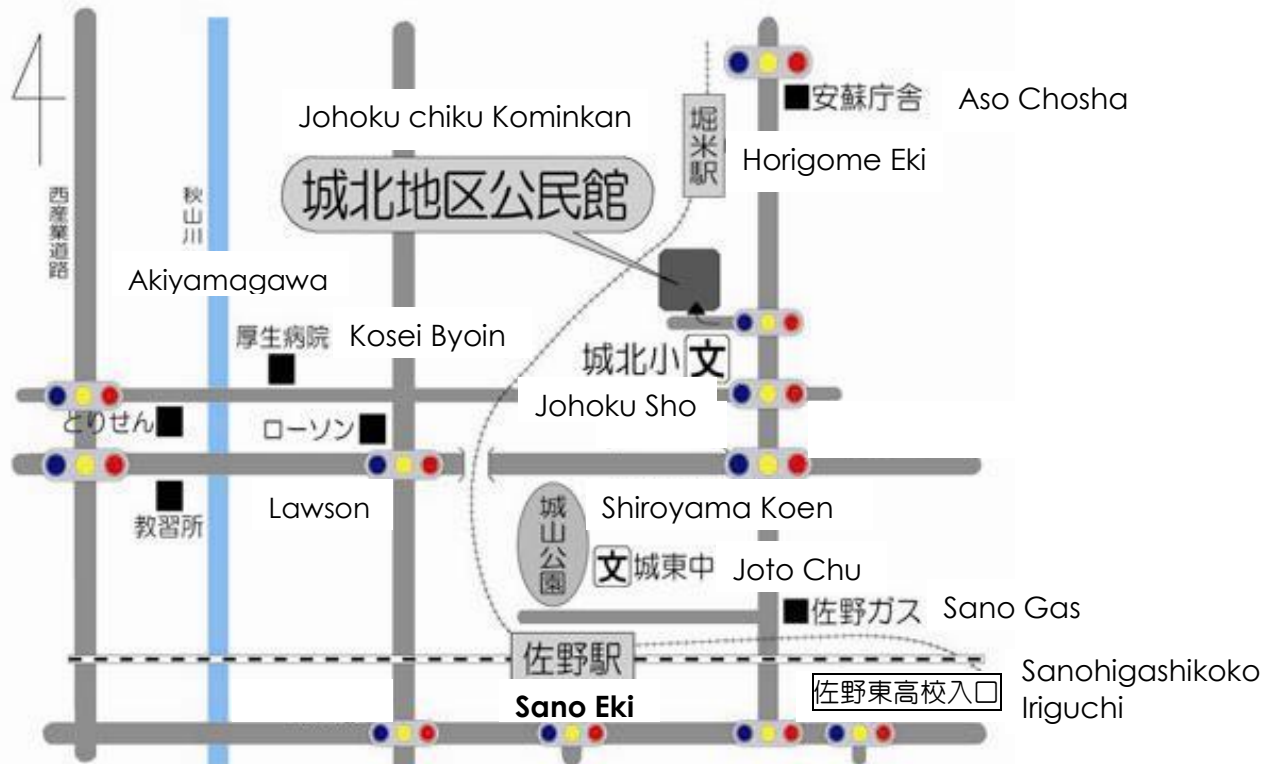 安蘇庁舎 Aso Chosha
Johoku chiku Kominkan
堀米駅
Horigome Eki
城北地区公民館
西産業道路
秋山川
Akiyamagawa
厚生病院 Kosei Byoin
城北小 文
Johoku Sho
とりせん
ローソン
Lawson
教習所
城山公園
Shiroyama Koen
文 城東中 Joto Chu
佐野ガス Sano Gas
佐野駅
Sano Eki
佐野東高校入口
Sanohigashikoko
Iriguchi